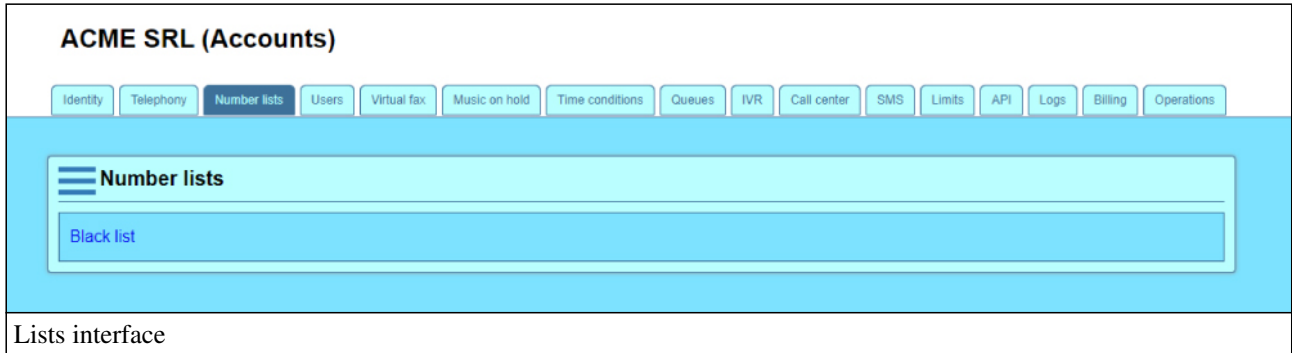 ACME SRL (Accounts)
Identity Telephony Number lists Users Virtual fax Music on hold Time conditions Queues IVR Call center SMS Limits API Logs Billing Operations
Number lists
Black list
Lists interface